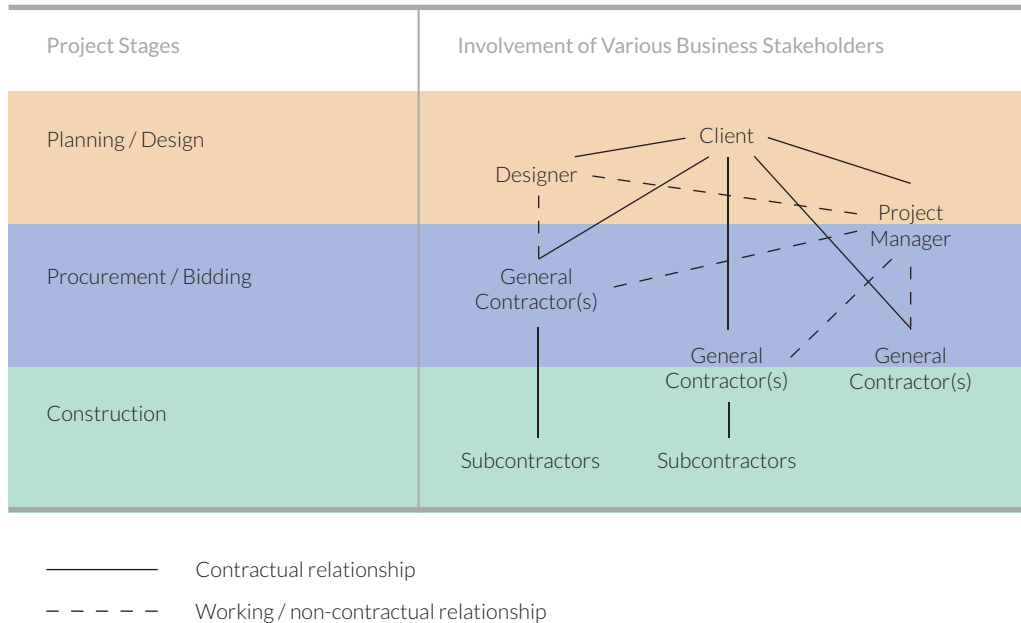 Project Stages
Involvement of Various Business Stakeholders
Planning / Design
Client
Designer
Project
Manager
Procurement / Bidding
General
Contractor(s)
General
Contractor(s)
General
Contractor(s)
Construction
Subcontractors
Subcontractors
Contractual relationship
Working / non-contractual relationship